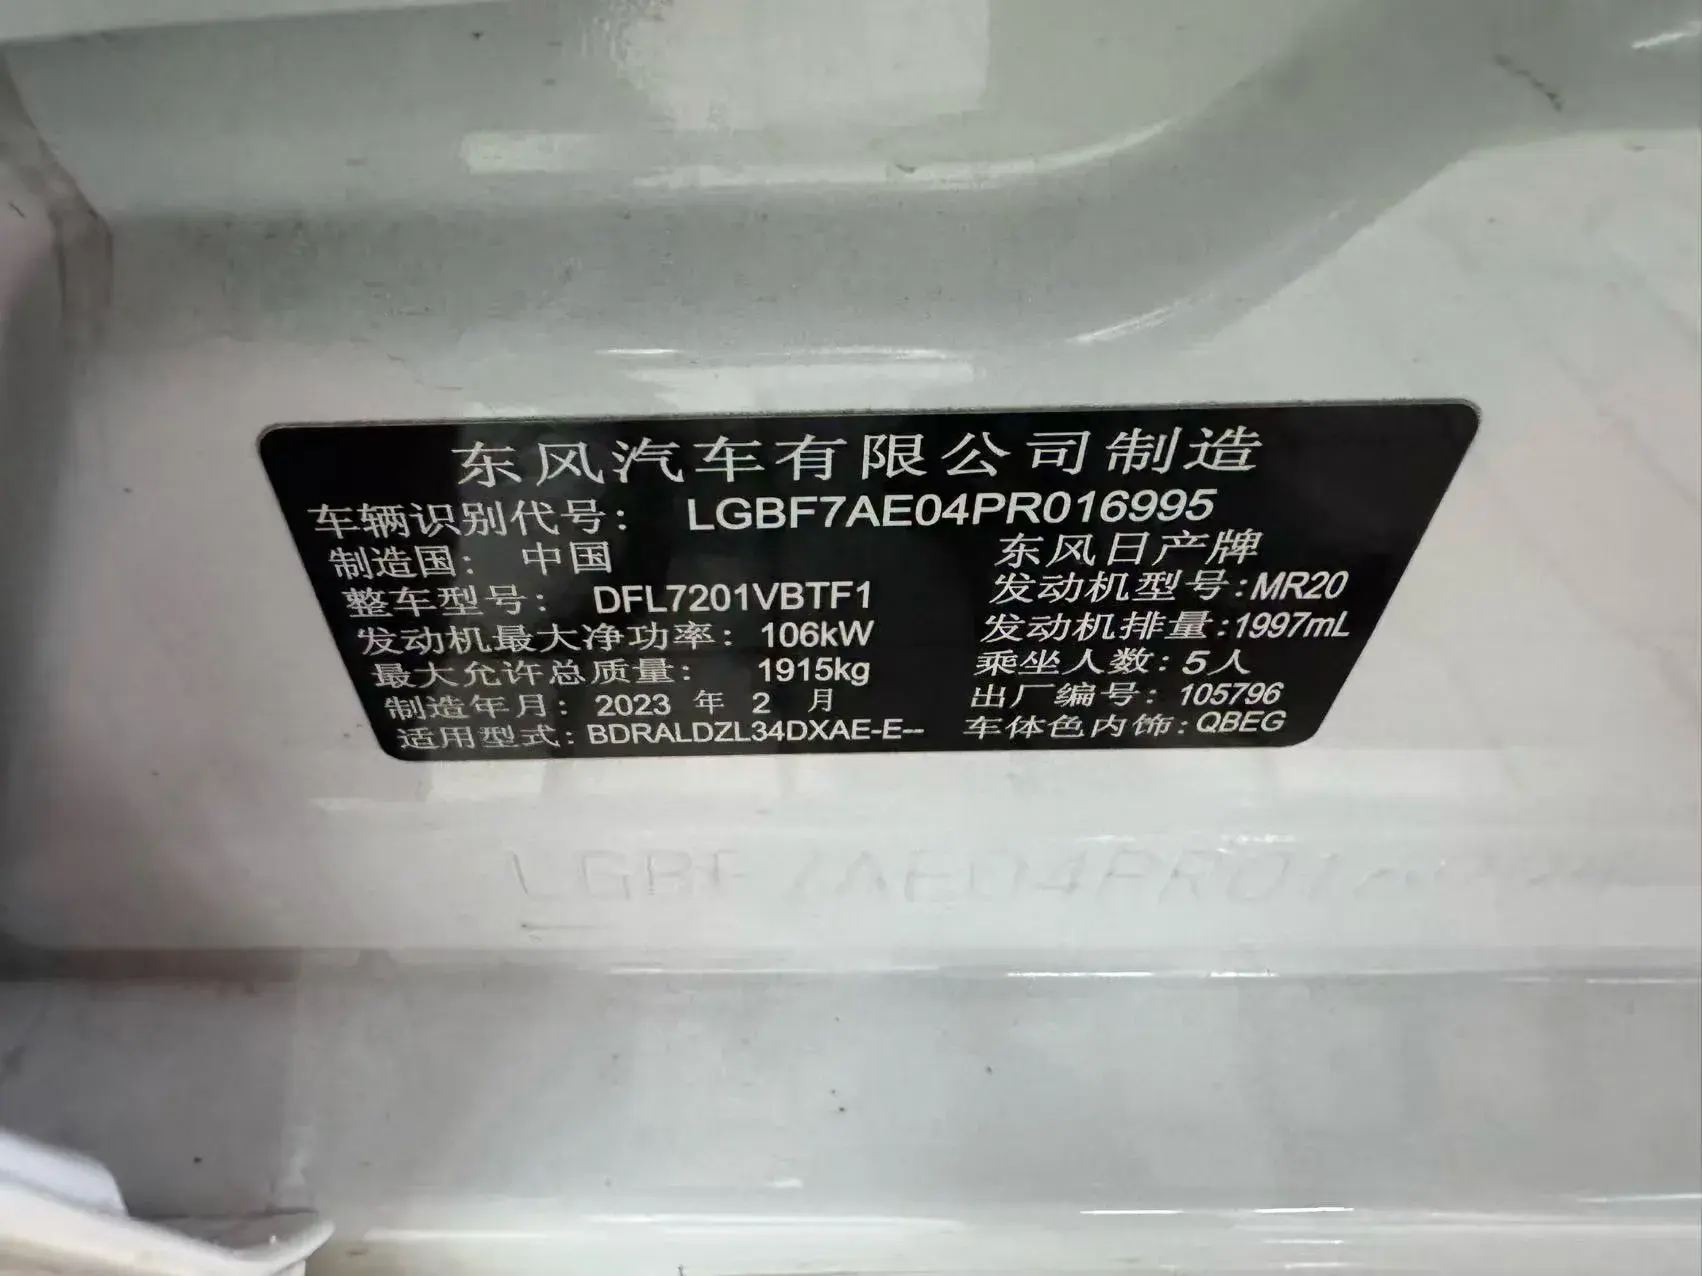 东风汽车有限公司制造
车辆识别代号: LGBF7AE04PR016995
制造国: 中国 东风日产牌
整车型号: DFL7201VBTF1 发动机型号:MR20
发动机最大净功率: 106kW 发动机排量:1997mL
最大允许总质量: 1915kg 乘坐人数:5人
制造年月: 2023 年 2 月 出厂编号: 105796
适用型式:BDRALDZL34DXAE-E-- 车体色内饰:QBEG
LGBF7AE04PR01